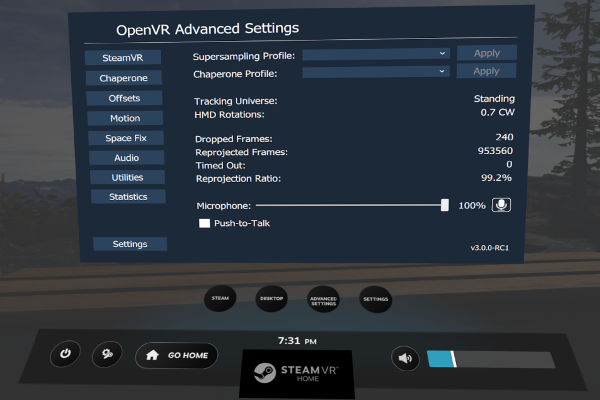 OpenVR Advanced Settings
SteamVR
Chaperone
Offsets
Motion
Space Fix
Audio
Utilities
Statistics
Settings
Supersampling Profile:
Apply
Chaperone Profile:
Apply
Tracking Universe: Standing
HMD Rotations: 0.7 CW
Dropped Frames: 240
Reprojected Frames: 953560
Timed Out: 0
Reprojection Ratio: 99.2%
Microphone: 100%
Push-to-Talk
v3.0.0-RC1
STEAM
DESKTOP
ADVANCED
SETTINGS
SETTINGS
7:31 PM
GO HOME
STEAMVR™
HOME